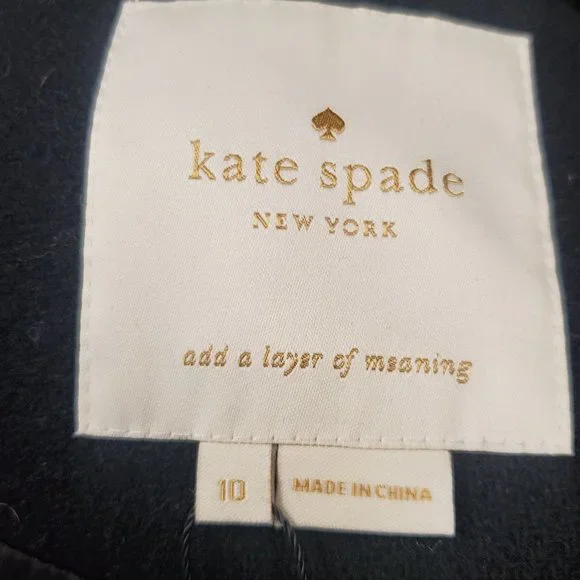 kate spade
NEW YORK
add a layer of meaning
10
MADE IN CHINA